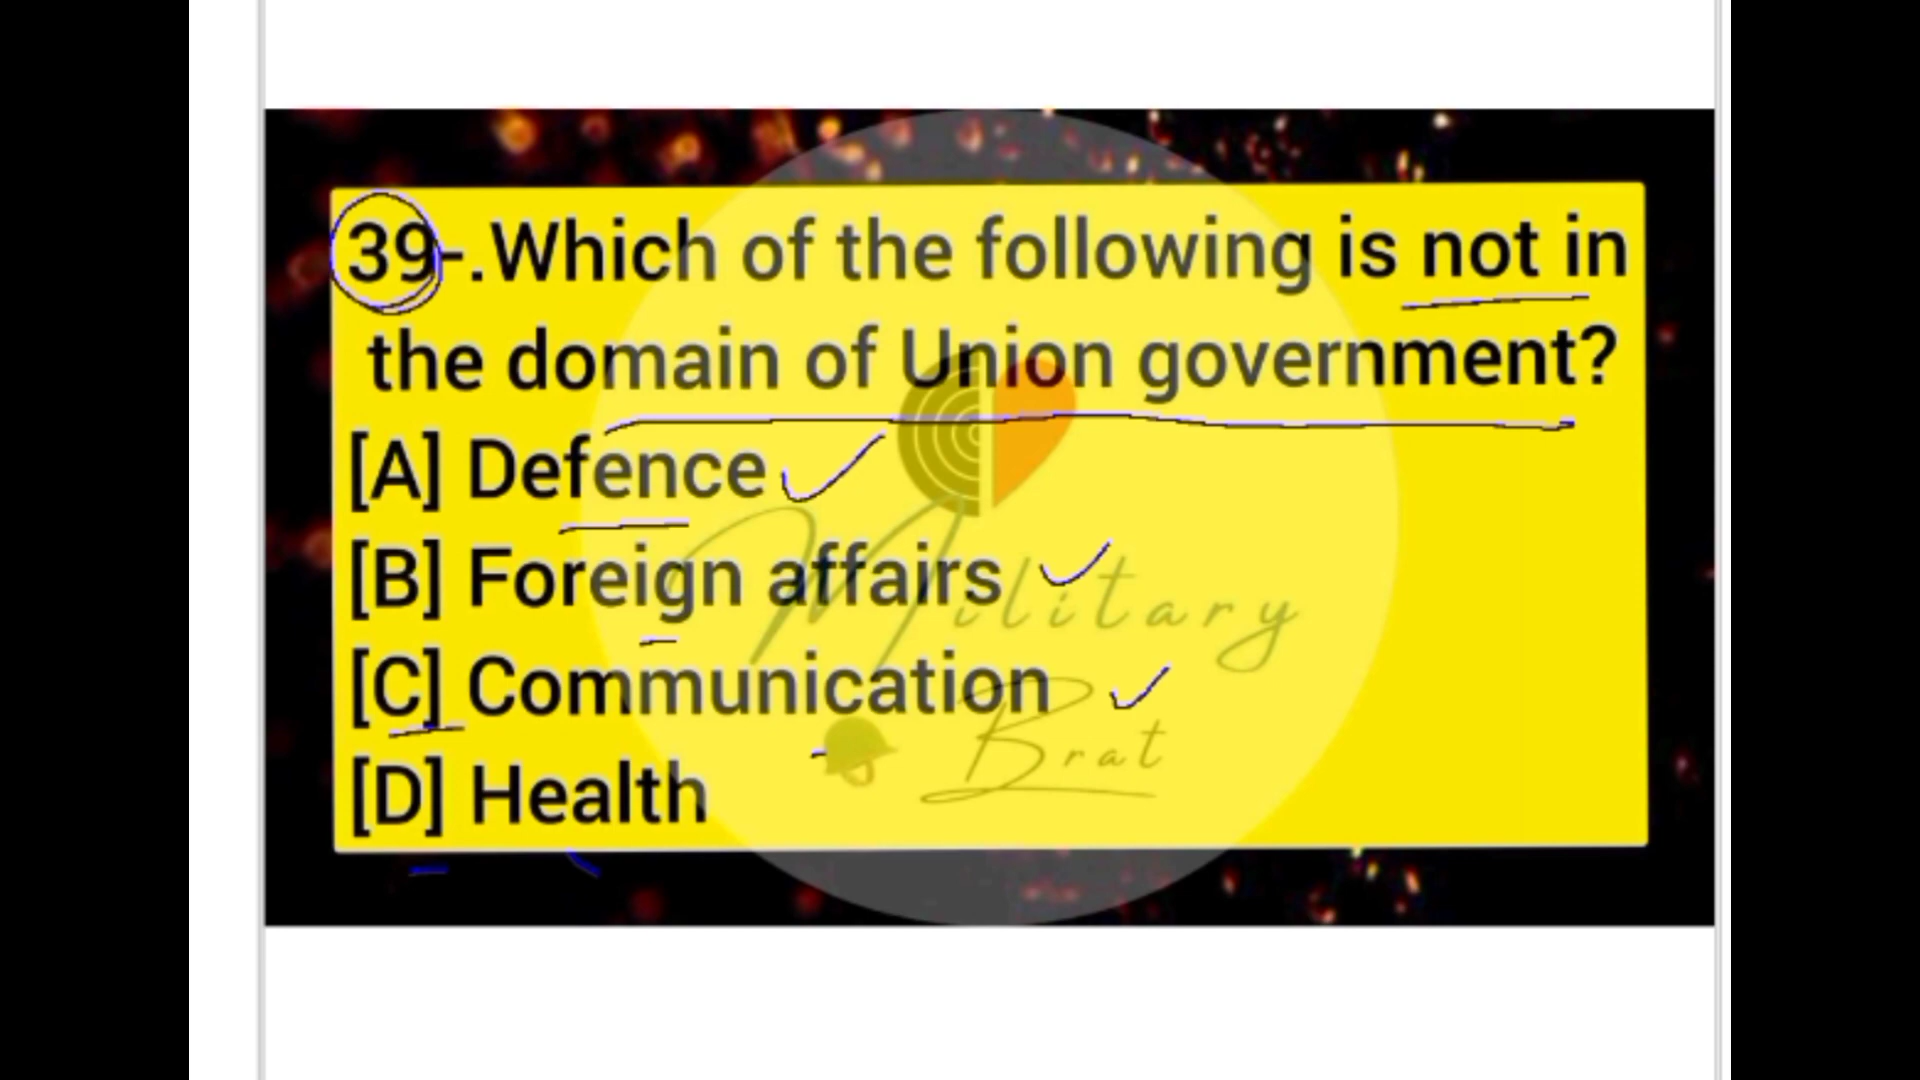 39-.Which of the following is not in
the domain of Union government?
[A] Defence
[B] Foreign affairs
[C] Communication
[D] Health
Military
Brat